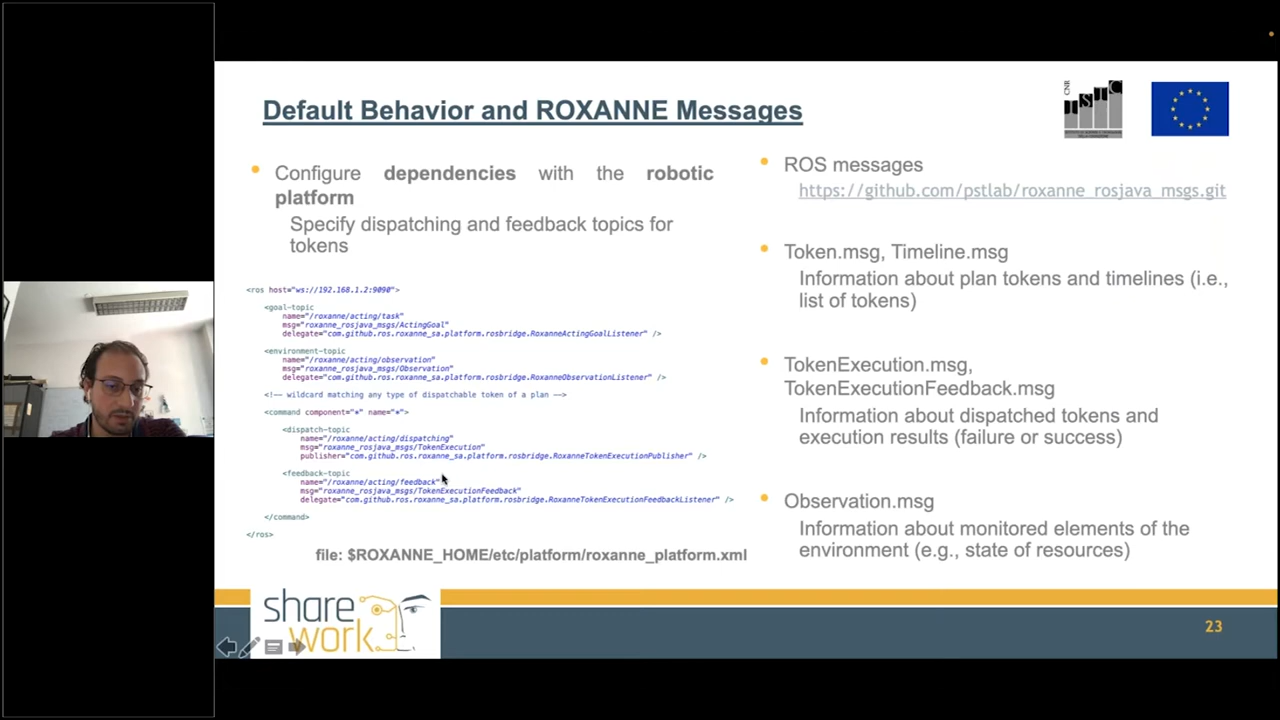 Default Behavior and ROXANNE Messages
CNR
ISTC
Configure dependencies with the robotic
platform
Specify dispatching and feedback topics for
tokens
<ros host="ws://192.168.1.2:9090">
<goal-topic
name="/roxanne/acting/task"
msg="roxanne_rosjava_msgs/ActingGoal"
delegate="com.github.ros.roxanne_sa.platform.rosbridge.RoxanneActingGoalListener" />
<environment-topic
name="/roxanne/acting/observation"
msg="roxanne_rosjava_msgs/Observation"
delegate="com.github.ros.roxanne_sa.platform.rosbridge.RoxanneObservationListener" />
<!-- wildcard matching any type of dispatchable token of a plan -->
<command component="*" name="*">
<dispatch-topic
name="/roxanne/acting/dispatching"
msg="roxanne_rosjava_msgs/TokenExecution"
publisher="com.github.ros.roxanne_sa.platform.rosbridge.RoxanneTokenExecutionPublisher" />
<feedback-topic
name="/roxanne/acting/feedback"
msg="roxanne_rosjava_msgs/TokenExecutionFeedback"
delegate="com.github.ros.roxanne_sa.platform.rosbridge.RoxanneTokenExecutionFeedbackListener" />
</command>
</ros>
file: $ROXANNE_HOME/etc/platform/roxanne_platform.xml
ROS messages
https://github.com/pstlab/roxanne_rosjava_msgs.git
Token.msg, Timeline.msg
Information about plan tokens and timelines (i.e.,
list of tokens)
TokenExecution.msg,
TokenExecutionFeedback.msg
Information about dispatched tokens and
execution results (failure or success)
Observation.msg
Information about monitored elements of the
environment (e.g., state of resources)
share
work
23